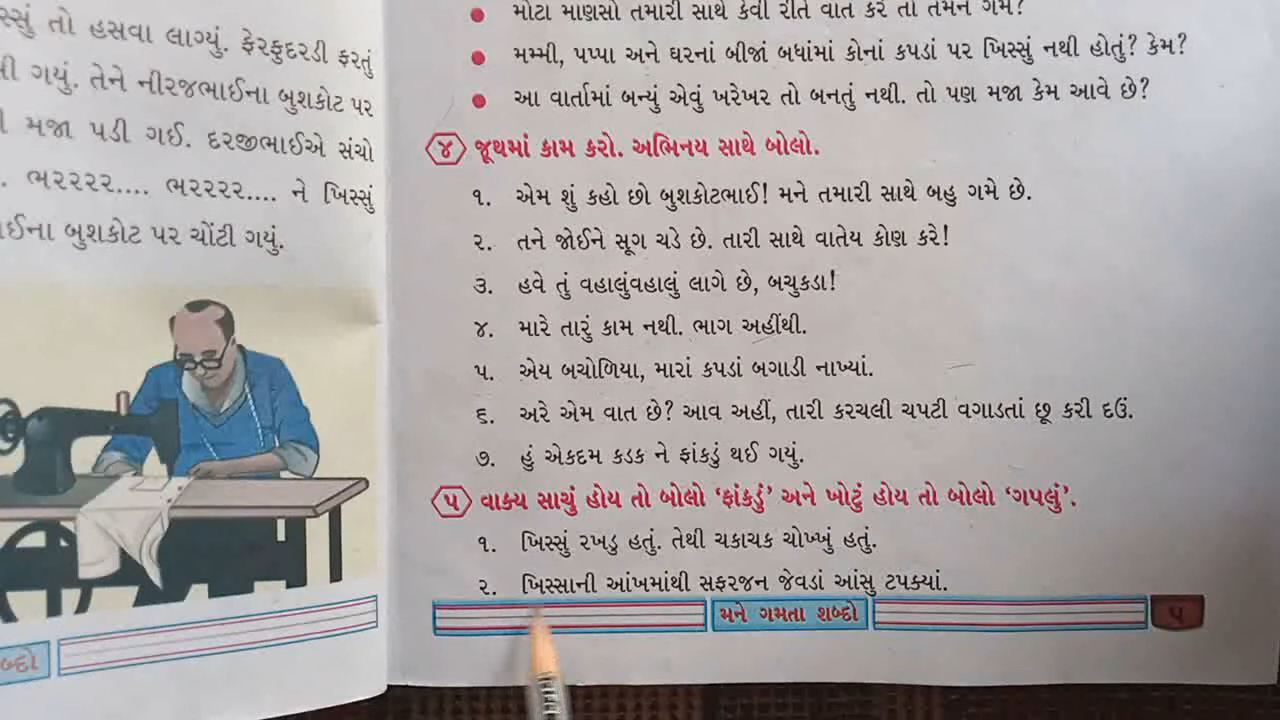 તો હસવા લાગ્યું. ફેરફુદરડી ફરતું
ગયું. તેને નીરજભાઈના બુશકોટ પર
મજા પડી ગઈ. દરજીભાઈએ સંચો
ભરરરર.... ભરરરર.... ને ખિસ્સું
બુશકોટ પર ચોંટી ગયું.
મોટા માણસો તમારી સાથે કેવી રીતે વાત કરે તો તમને ગમે?
મમ્મી, પપ્પા અને ઘરનાં બીજાં બધાંમાં કોનાં કપડાં પર ખિસ્સું નથી હોતું? કેમ?
આ વાર્તામાં બન્યું એવું ખરેખર તો બનતું નથી. તો પણ મજા કેમ આવે છે?
૪ જૂથમાં કામ કરો. અભિનય સાથે બોલો.
૧. એમ શું કહો છો બુશકોટભાઈ! મને તમારી સાથે બહુ ગમે છે.
૨. તને જોઈને સૂગ ચડે છે. તારી સાથે વાતેય કોણ કરે!
૩. હવે તું વહાલુંવહાલું લાગે છે, બચુકડા!
૪. મારે તારું કામ નથી. ભાગ અહીંથી.
૫. એય બચોળિયા, મારાં કપડાં બગાડી નાખ્યાં.
૬. અરે એમ વાત છે? આવ અહીં, તારી કરચલી ચપટી વગાડતાં છૂ કરી દઉં.
૭. હું એકદમ કડક ને ફાંકડું થઈ ગયું.
૫ વાક્ય સાચું હોય તો બોલો ‘ફાંકડું’ અને ખોટું હોય તો બોલો ‘ગપલું’.
૧. ખિસ્સું રખડુ હતું. તેથી ચકાચક ચોખ્ખું હતું.
૨. ખિસ્સાની આંખમાંથી સફરજન જેવડાં આંસુ ટપક્યાં.
મને ગમતા શબ્દો
૫